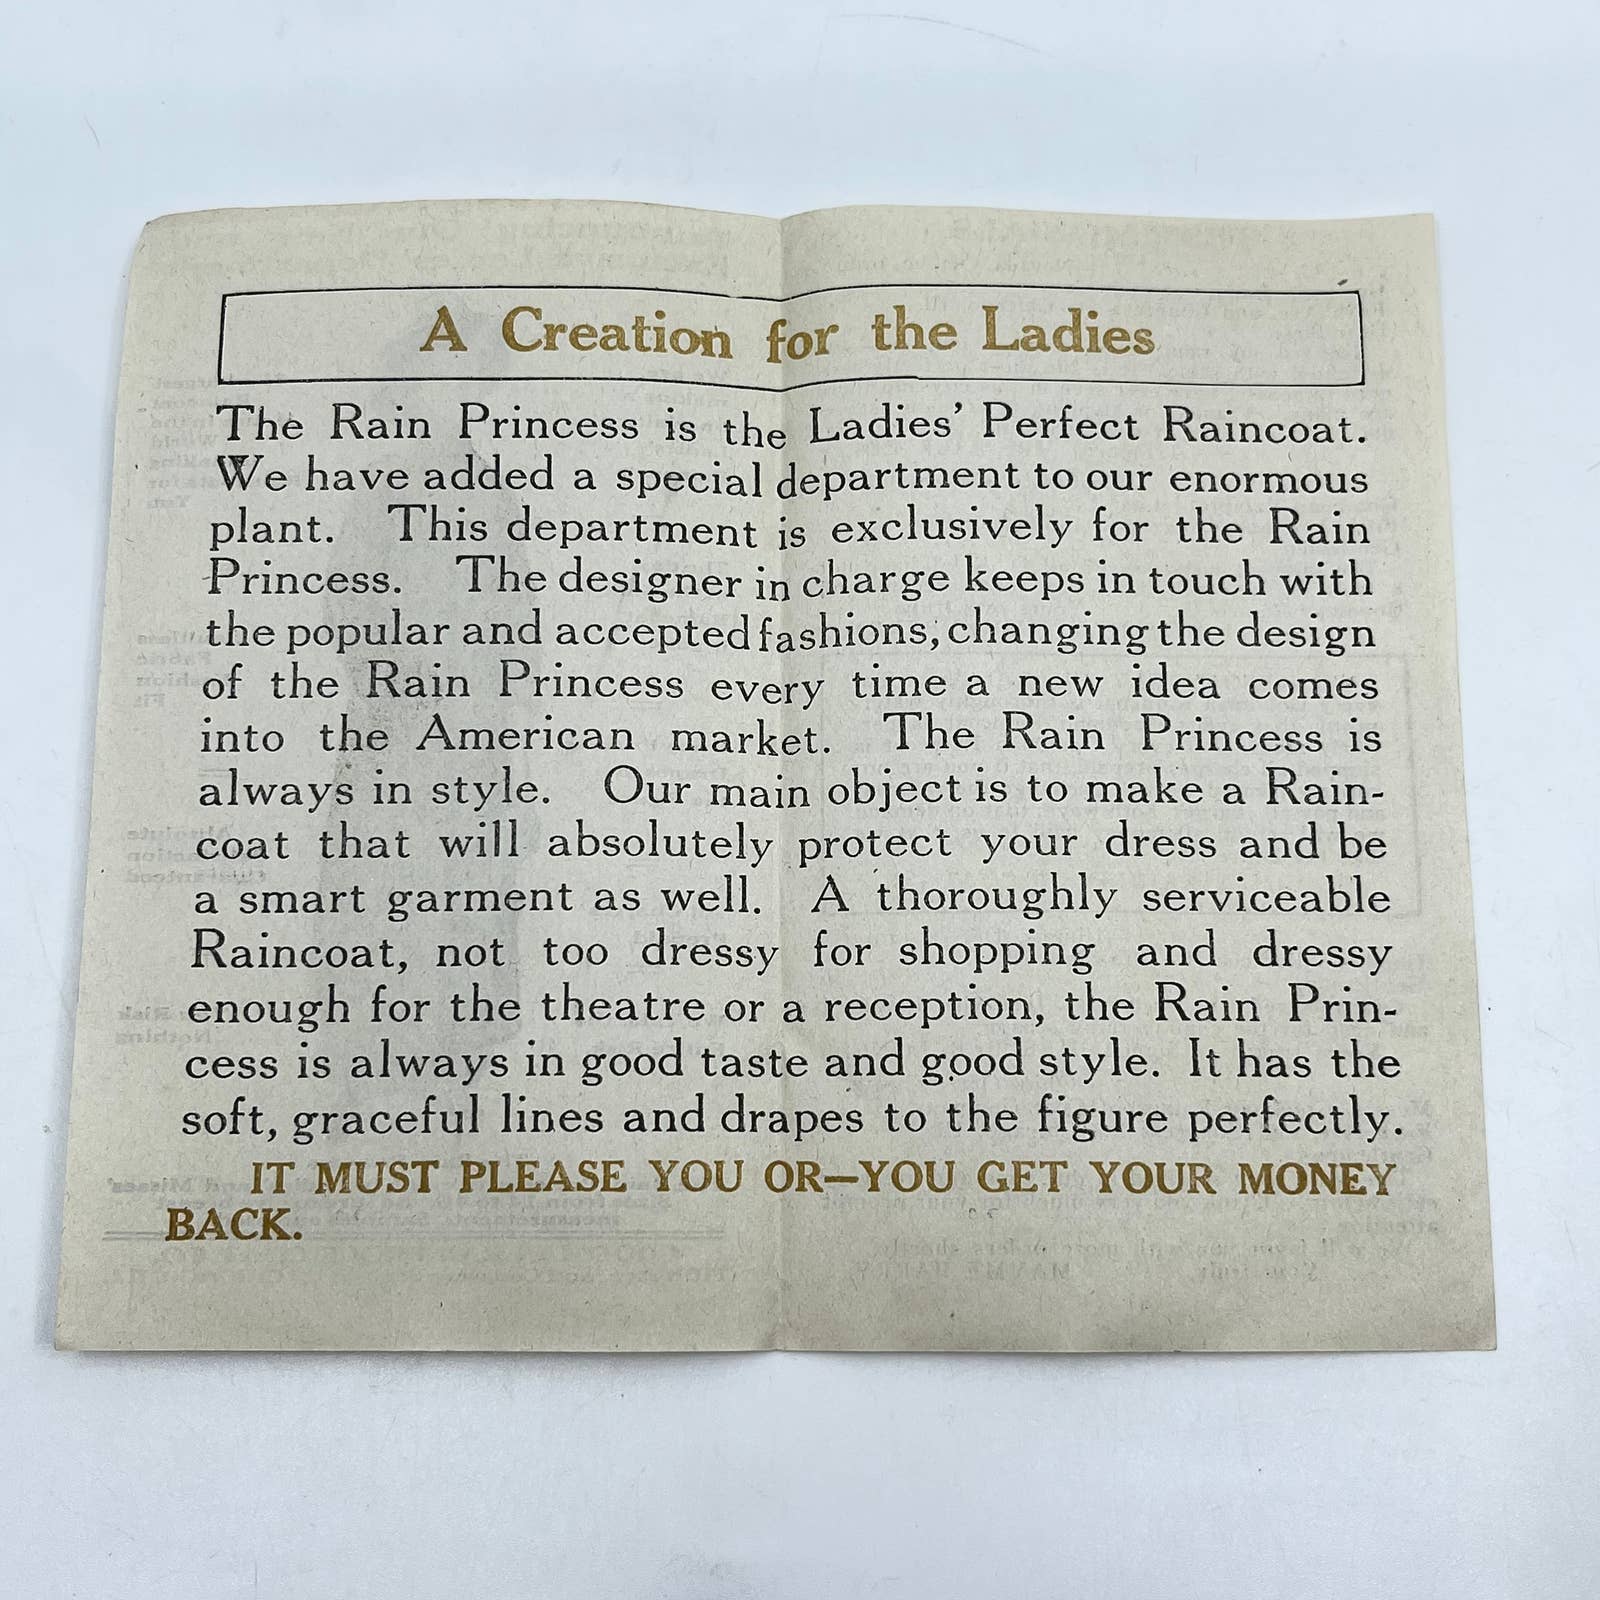 A Creation for the Ladies
The Rain Princess is the Ladies' Perfect Raincoat.
We have added a special department to our enormous
plant. This department is exclusively for the Rain
Princess. The designer in charge keeps in touch with
the popular and accepted fashions, changing the design
of the Rain Princess every time a new idea comes
into the American market. The Rain Princess is
always in style. Our main object is to make a Rain-
coat that will absolutely protect your dress and be
a smart garment as well. A thoroughly serviceable
Raincoat, not too dressy for shopping and dressy
enough for the theatre or a reception, the Rain Prin-
cess is always in good taste and good style. It has the
soft, graceful lines and drapes to the figure perfectly.
IT MUST PLEASE YOU OR—YOU GET YOUR MONEY
BACK.